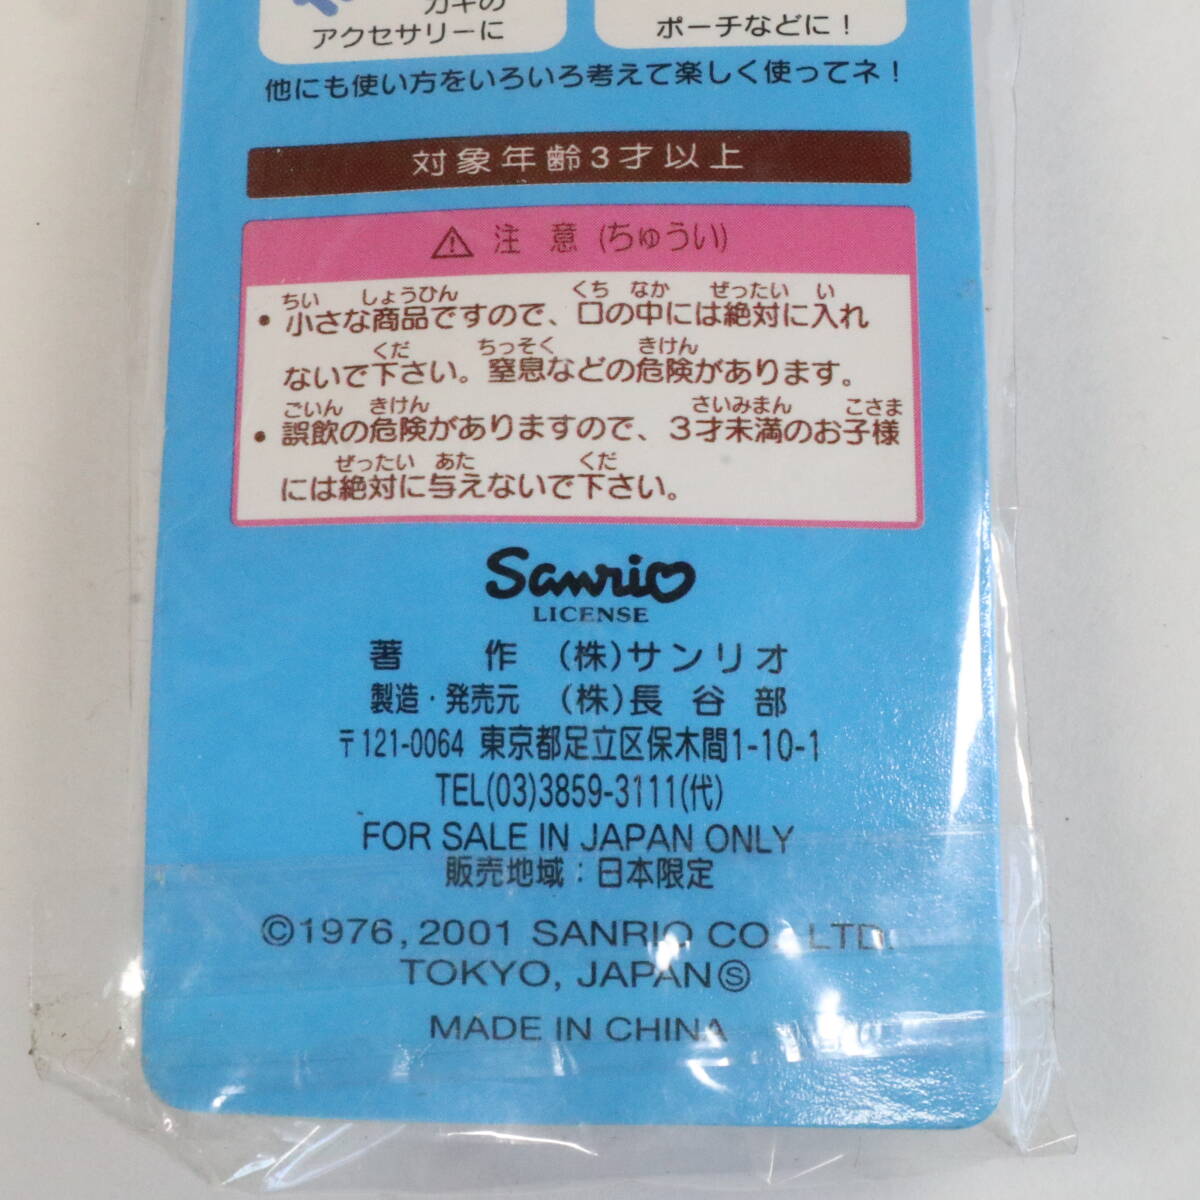 カギの
アクセサリーに
ポーチなどに！
他にも使い方をいろいろ考えて楽しく使ってネ！
対象年齢3才以上
注 意 (ちゅうい)
ちい しょうひん くち なか ぜったい い
• 小さな商品ですので、口の中には絶対に入れ
くだ ちっそく きけん
ないで下さい。窒息などの危険があります。
ごいん きけん さいみまん こさま
• 誤飲の危険がありますので、3才未満のお子様
ぜったい あた くだ
には絶対に与えないで下さい。
Sanrio
LICENSE
著 作 (株)サンリオ
製造・発売元 (株)長谷部
〒121-0064 東京都足立区保木間1-10-1
TEL(03)3859-3111(代)
FOR SALE IN JAPAN ONLY
販売地域：日本限定
©1976, 2001 SANRIO CO., LTD.
TOKYO, JAPAN Ⓢ
MADE IN CHINA